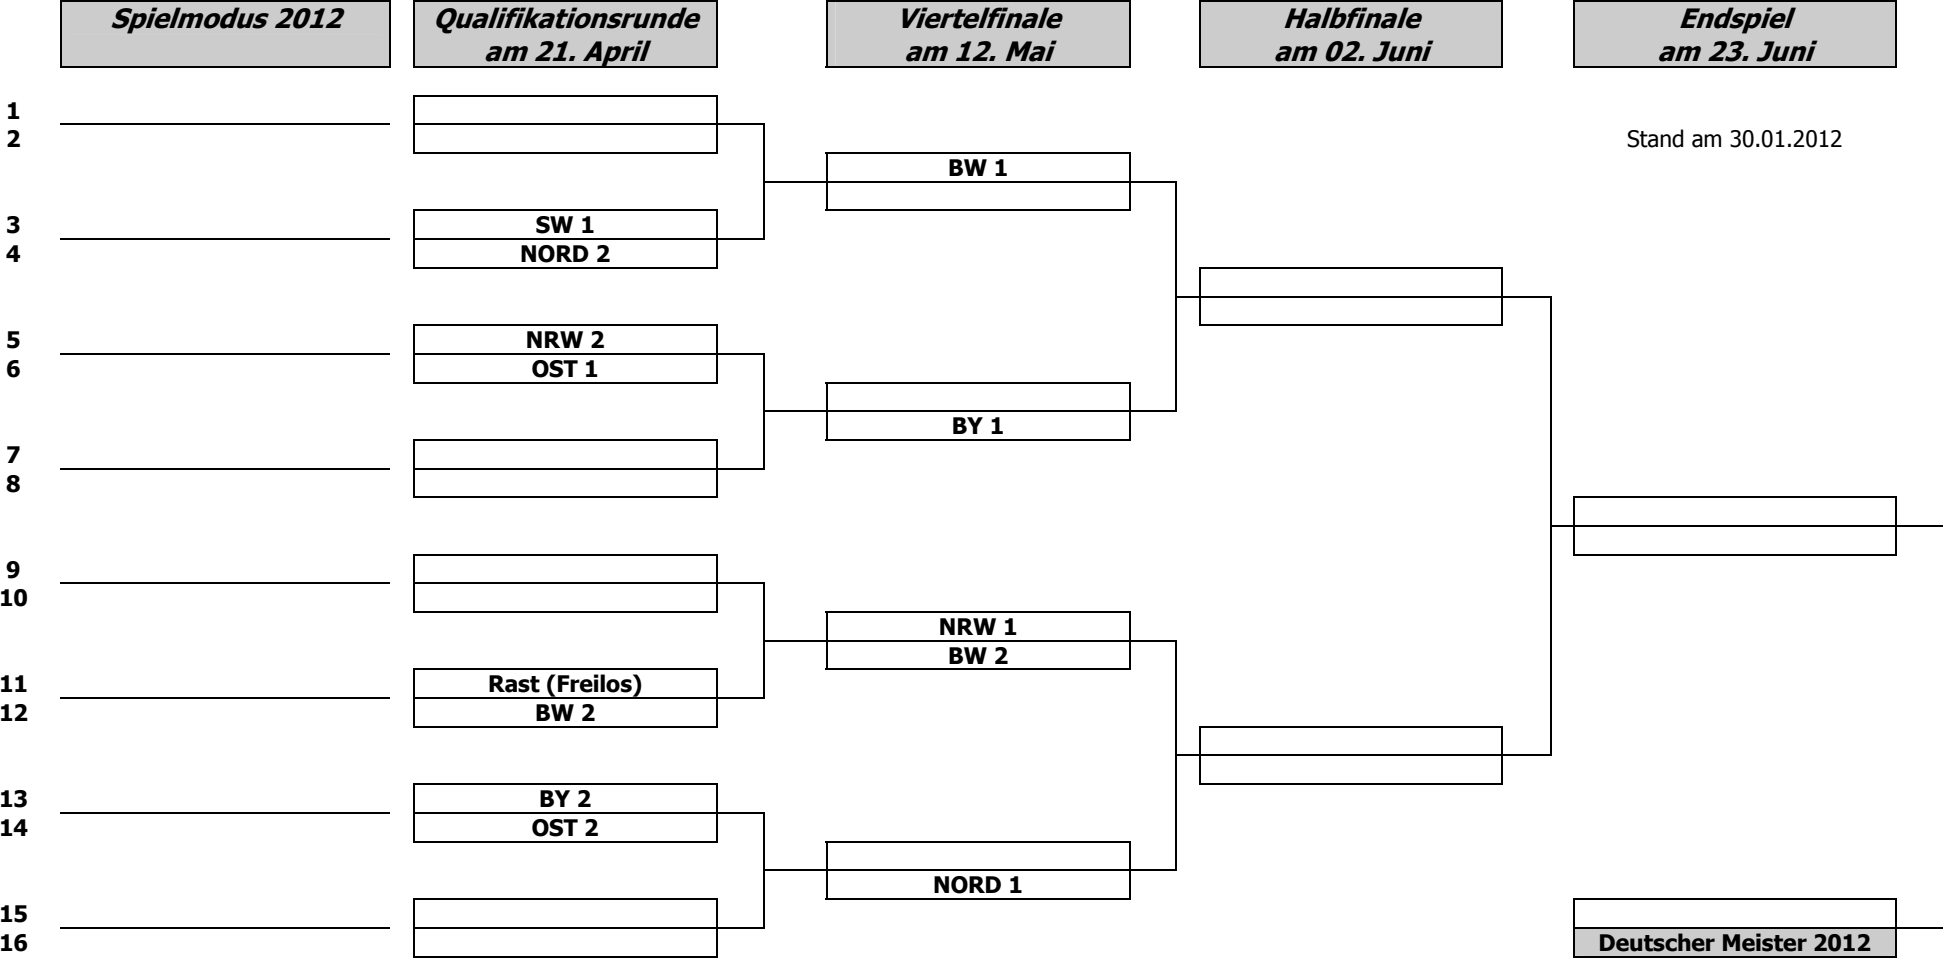 Spielmodus 2012
Qualifikationsrunde
am 21. April
Viertelfinale
am 12. Mai
Halbfinale
am 02. Juni
Endspiel
am 23. Juni
1
2
Stand am 30.01.2012
BW 1
3
SW 1
4
NORD 2
5
NRW 2
6
OST 1
BY 1
7
8
9
10
NRW 1
BW 2
11
Rast (Freilos)
12
BW 2
13
BY 2
14
OST 2
NORD 1
15
16
Deutscher Meister 2012